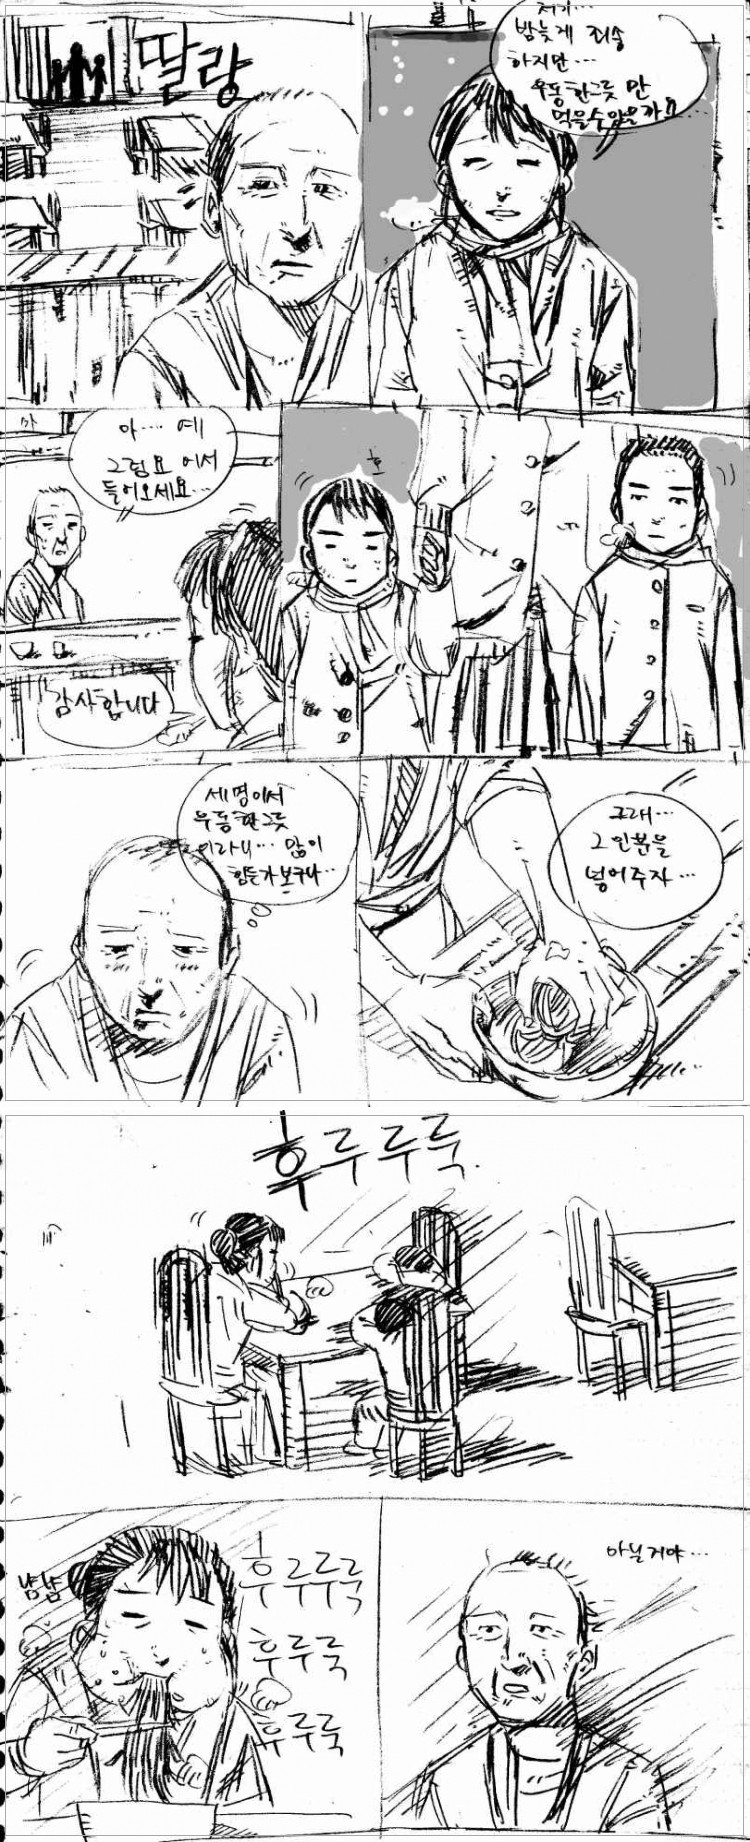 딸랑
저기...
밤늦게 죄송
하지만...
우동한그릇 만
먹을수있을까요
아.... 예
그럼요 어서
들어오세요...
호
감사합니다
세명이서
우동한그릇
이라니... 많이
힘든가보구나..
그래...
그 인분을
넣어주자...
후루루룩.
냠냠
후루루룩
후루룩
후루룩
아닐거야...